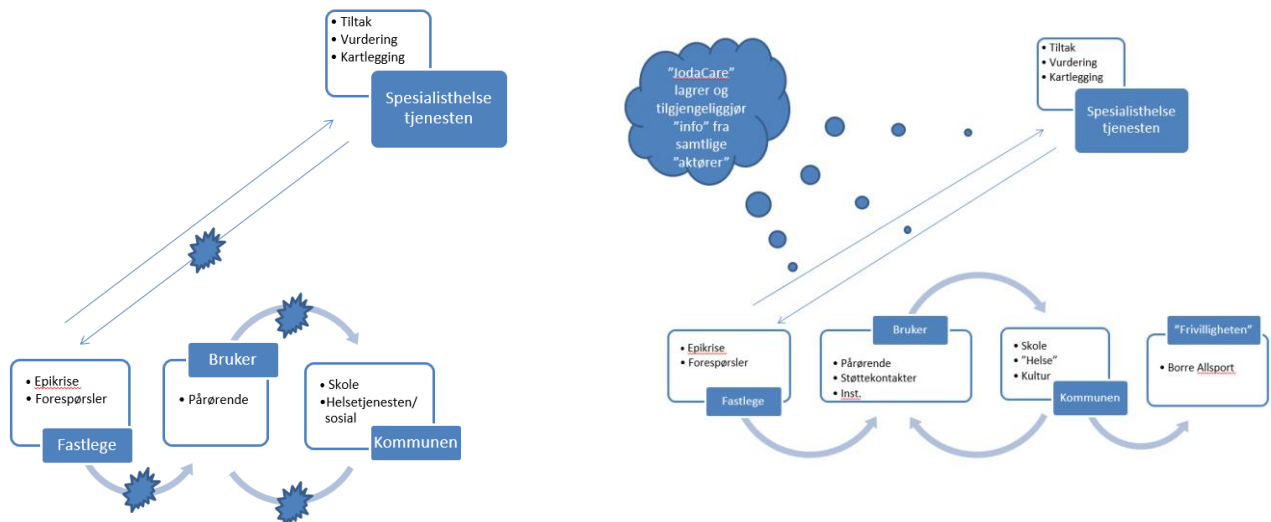 • Tiltak
• Vurdering
• Kartlegging
Spesialisthelse
tjenesten
• Epikrise
• Forespørsler
Fastlege
Bruker
• Pårørende
• Skole
•Helsetjenesten/
sosial
Kommunen
"JodaCare"
lagrer og
tilgjengeliggjør
"info" fra
samtlige
"aktører"
• Tiltak
• Vurdering
• Kartlegging
Spesialisthelse
tjenesten
• Epikrise
• Forespørsler
Fastlege
Bruker
• Pårørende
• Støttekontakter
• Inst.
• Skole
• "Helse"
• Kultur
Kommunen
"Frivilligheten"
• Borre Allsport